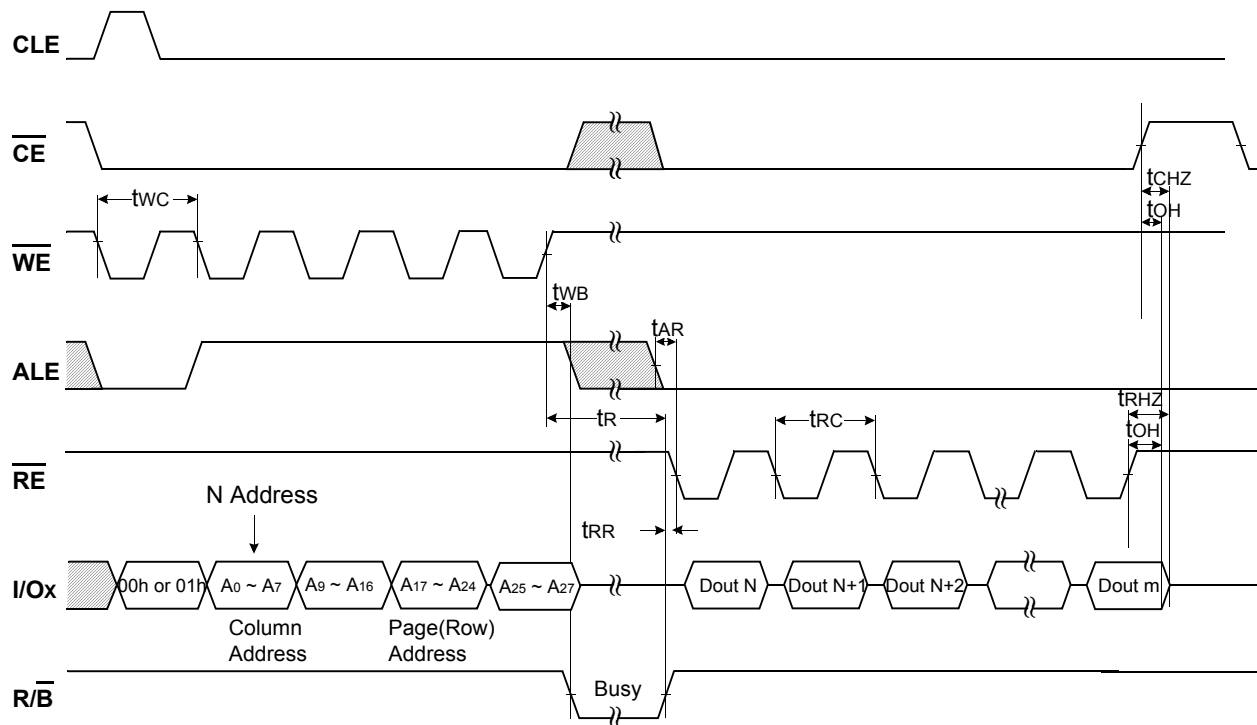 CLE
CE
tCHZ
tWC
tOH
WE
tWB
tAR
ALE
tRHZ
tR
tRC
tOH
RE
N Address
tRR
I/Ox
00h or 01h
A0 ~ A7
A9 ~ A16
A17 ~ A24
A25 ~ A27
Dout N
Dout N+1
Dout N+2
Dout m
Column
Address
Page(Row)
Address
R/B
Busy